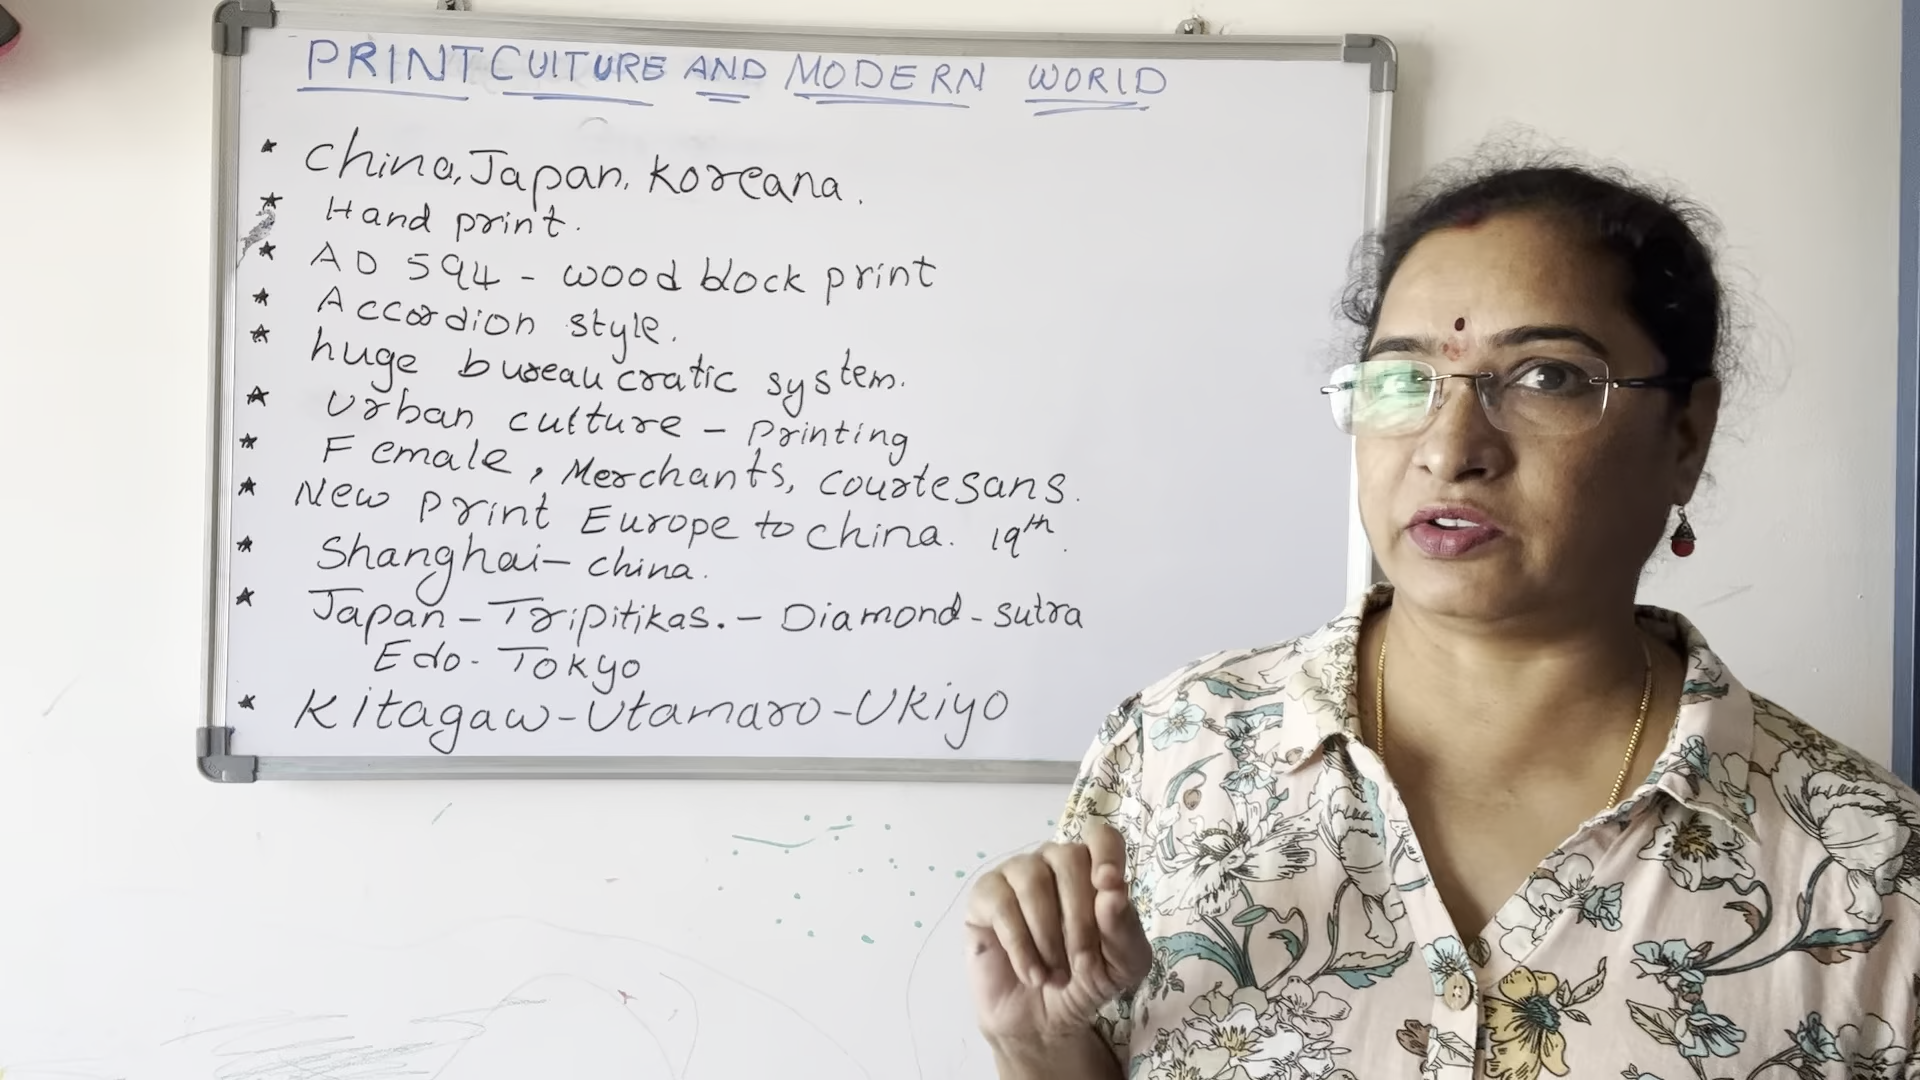 PRINT CULTURE AND MODERN WORLD
* China, Japan, Koreana.
* Hand print.
* AD 594 - wood block print
* Accordion style.
* huge bureaucratic system.
* Urban culture - Printing
* Female, Merchants, courtesans.
* New print Europe to China. 19th.
* Shanghai - china.
* Japan - Tripitikas. - Diamond - sutra
Edo - Tokyo
* Kitagaw - Utamaro - Ukiyo